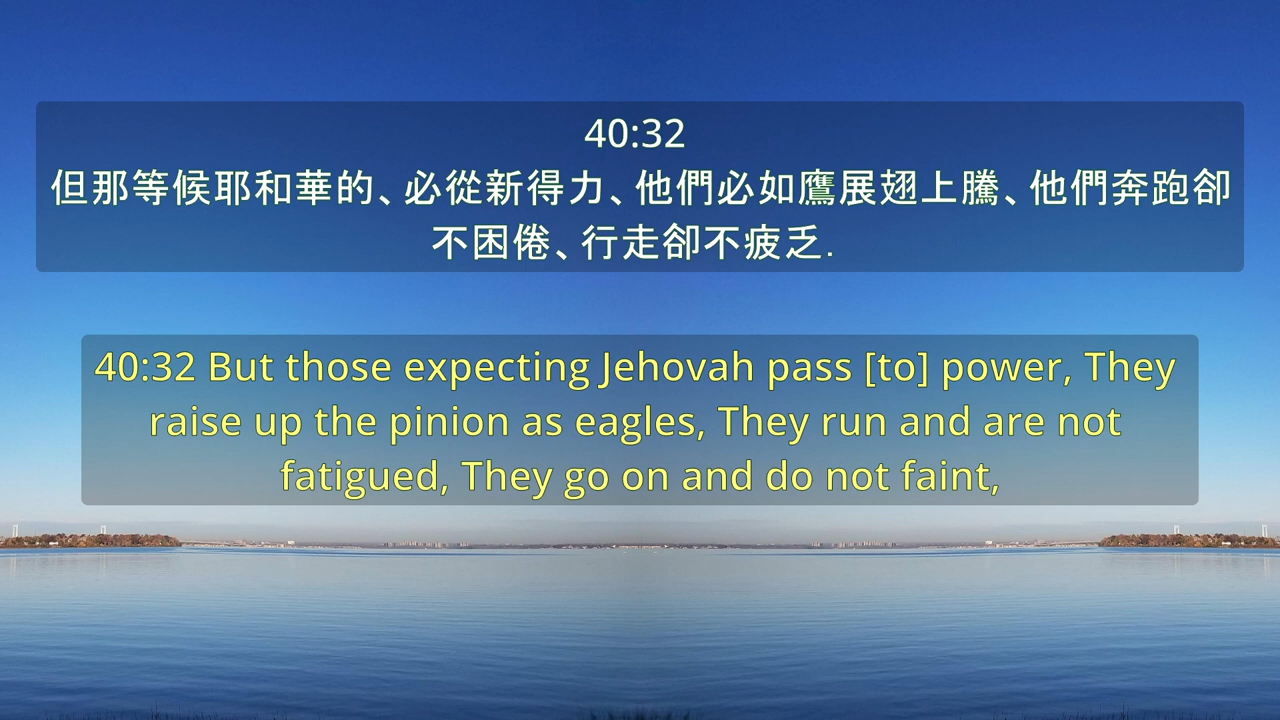 40:32
但那等候耶和華的、必從新得力、他們必如鷹展翅上騰、他們奔跑卻
不困倦、行走卻不疲乏.
40:32 But those expecting Jehovah pass [to] power, They
raise up the pinion as eagles, They run and are not
fatigued, They go on and do not faint,